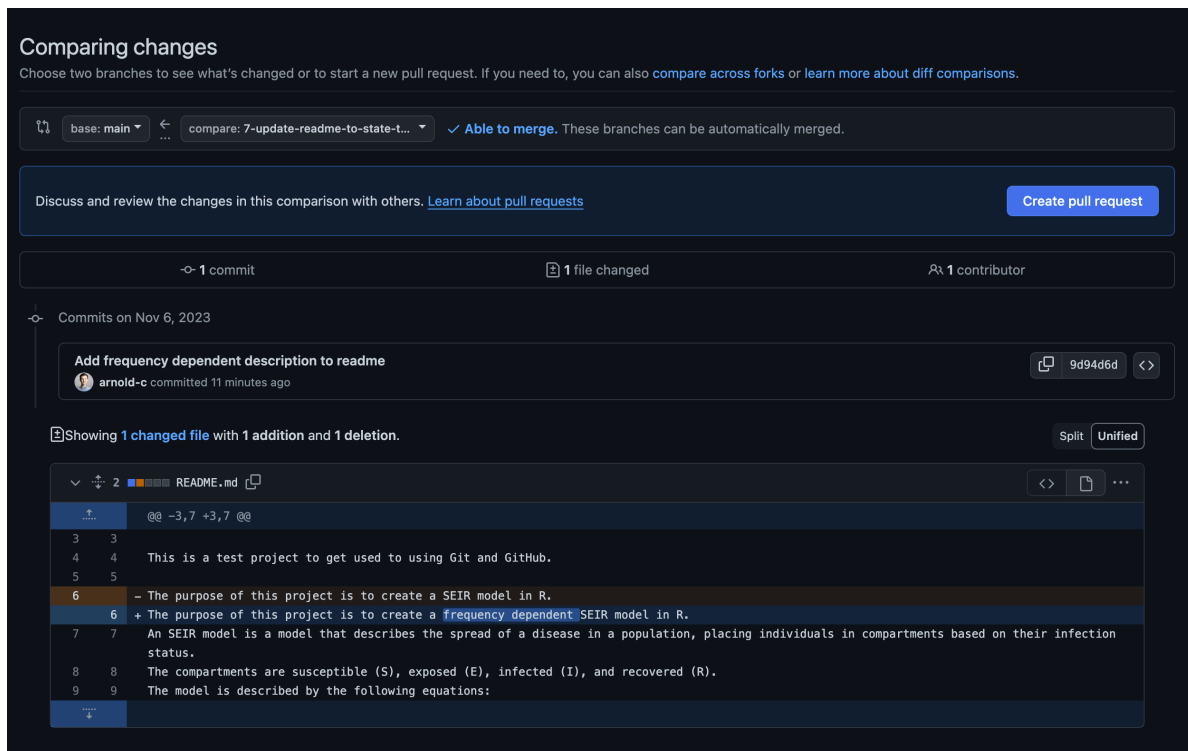 Comparing changes
Choose two branches to see what's changed or to start a new pull request. If you need to, you can also compare across forks or learn more about diff comparisons.
base: main
compare: 7-update-readme-to-state-t...
Able to merge. These branches can be automatically merged.
Discuss and review the changes in this comparison with others. Learn about pull requests
Create pull request
1 commit
1 file changed
1 contributor
Commits on Nov 6, 2023
Add frequency dependent description to readme
arnold-c committed 11 minutes ago
9d94d6d
Showing 1 changed file with 1 addition and 1 deletion.
Split
Unified
2 README.md
@@ -3,7 +3,7 @@
3 3
4 4 This is a test project to get used to using Git and GitHub.
5 5
6 - The purpose of this project is to create a SEIR model in R.
6 + The purpose of this project is to create a frequency dependent SEIR model in R.
7 7 An SEIR model is a model that describes the spread of a disease in a population, placing individuals in compartments based on their infection
status.
8 8 The compartments are susceptible (S), exposed (E), infected (I), and recovered (R).
9 9 The model is described by the following equations: